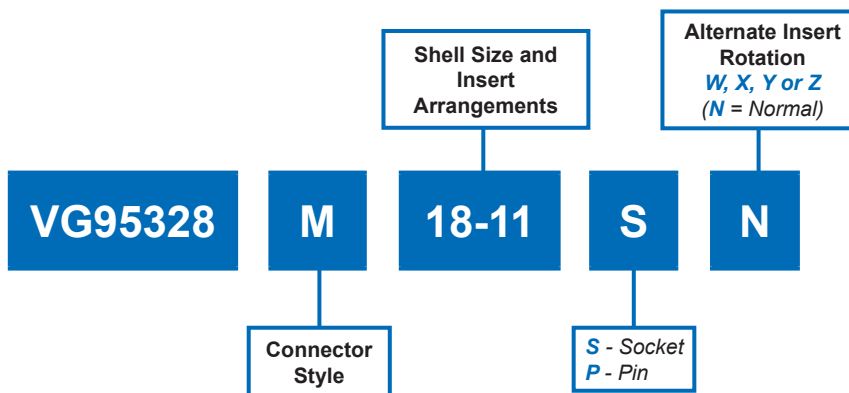 Shell Size and
Insert
Arrangements
Alternate Insert
Rotation
W, X, Y or Z
(N = Normal)
VG95328
M
18-11
S
N
Connector
Style
S - Socket
P - Pin